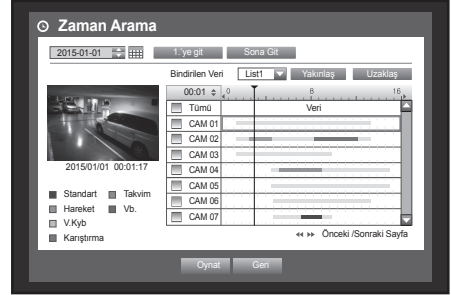 Zaman Arama
2015-01-01 1.'ye git Sona Git
Bindirilen Veri List1 Yakınlaş Uzaklaş
00:01 0 8 16
Tümü Veri
CAM 01
CAM 02
CAM 03
CAM 04
CAM 05
CAM 06
CAM 07
2015/01/01 00:01:17
Standart Takvim
Hareket Vb.
V.Kyb
Karıştırma
Önceki /Sonraki Sayfa
Oynat Geri